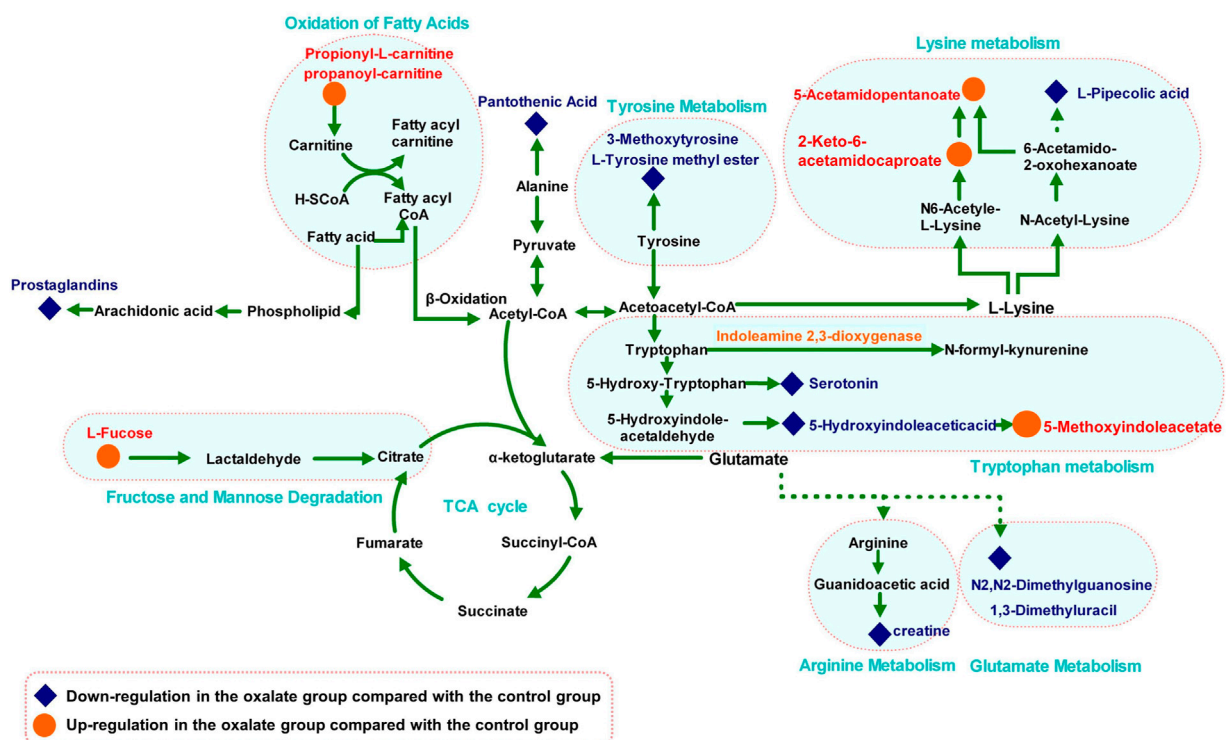 Oxidation of Fatty Acids
Propionyl-L-carnitine
propanoyl-carnitine
Carnitine
Fatty acyl
carnitine
H-SCoA
Fatty acyl
CoA
Fatty acid
Pantothenic Acid
Alanine
Pyruvate
Tyrosine Metabolism
3-Methoxytyrosine
L-Tyrosine methyl ester
Tyrosine
Lysine metabolism
5-Acetamidopentanoate
L-Pipecolic acid
2-Keto-6-
acetamidocaproate
6-Acetamido-
2-oxohexanoate
N6-Acetyle-
L-Lysine
N-Acetyl-Lysine
Prostaglandins
Arachidonic acid
Phospholipid
β-Oxidation
Acetyl-CoA
Acetoacetyl-CoA
L-Lysine
Tryptophan
Indoleamine 2,3-dioxygenase
N-formyl-kynurenine
5-Hydroxy-Tryptophan
Serotonin
5-Hydroxyindole-
acetaldehyde
5-Hydroxyindoleaceticacid
5-Methoxyindoleacetate
Tryptophan metabolism
L-Fucose
Lactaldehyde
Citrate
Fructose and Mannose Degradation
α-ketoglutarate
Glutamate
TCA cycle
Fumarate
Succinyl-CoA
Succinate
Arginine
Guanidoacetic acid
creatine
Arginine Metabolism
N2,N2-Dimethylguanosine
1,3-Dimethyluracil
Glutamate Metabolism
Down-regulation in the oxalate group compared with the control group
Up-regulation in the oxalate group compared with the control group